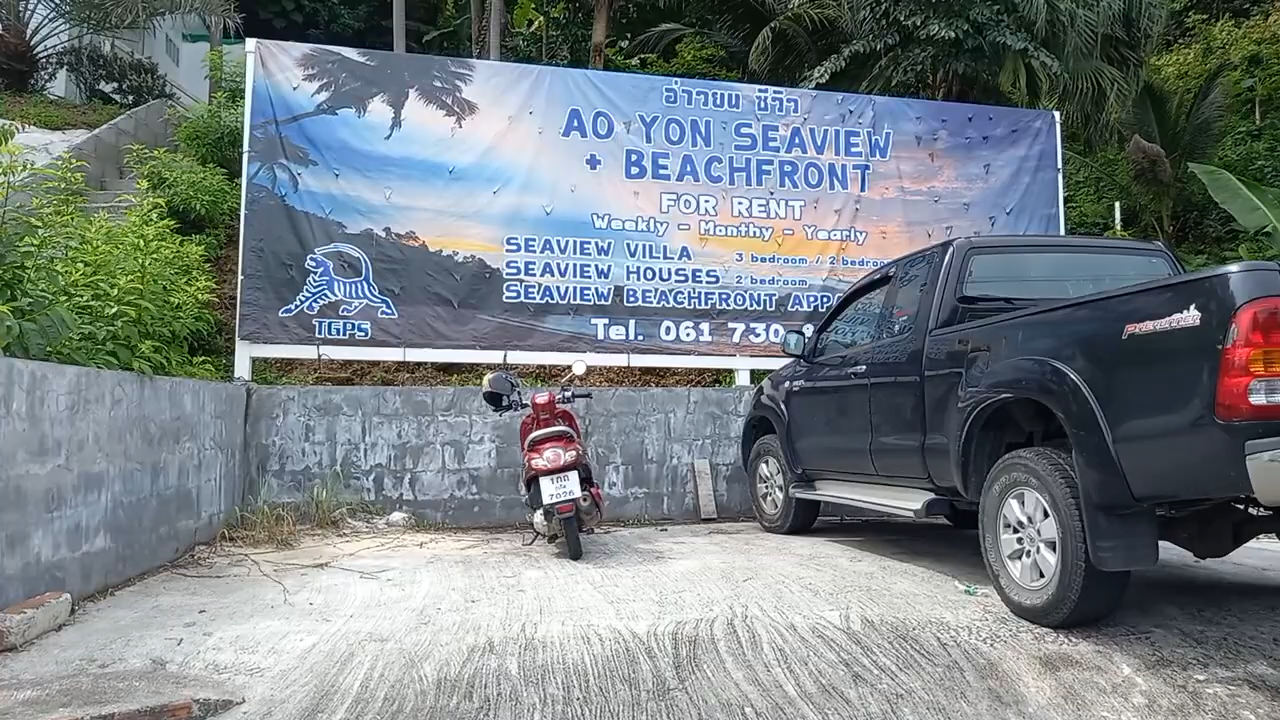 อ่าวยน ซีวิว
AO YON SEAVIEW
+ BEACHFRONT
FOR RENT
Weekly - Monthy - Yearly
SEAVIEW VILLA 3 bedroom / 2
SEAVIEW HOUSES 2 bedroom
SEAVIEW BEACHFRONT
Tel. 061 730
TGPS
PRERUNNER
7026